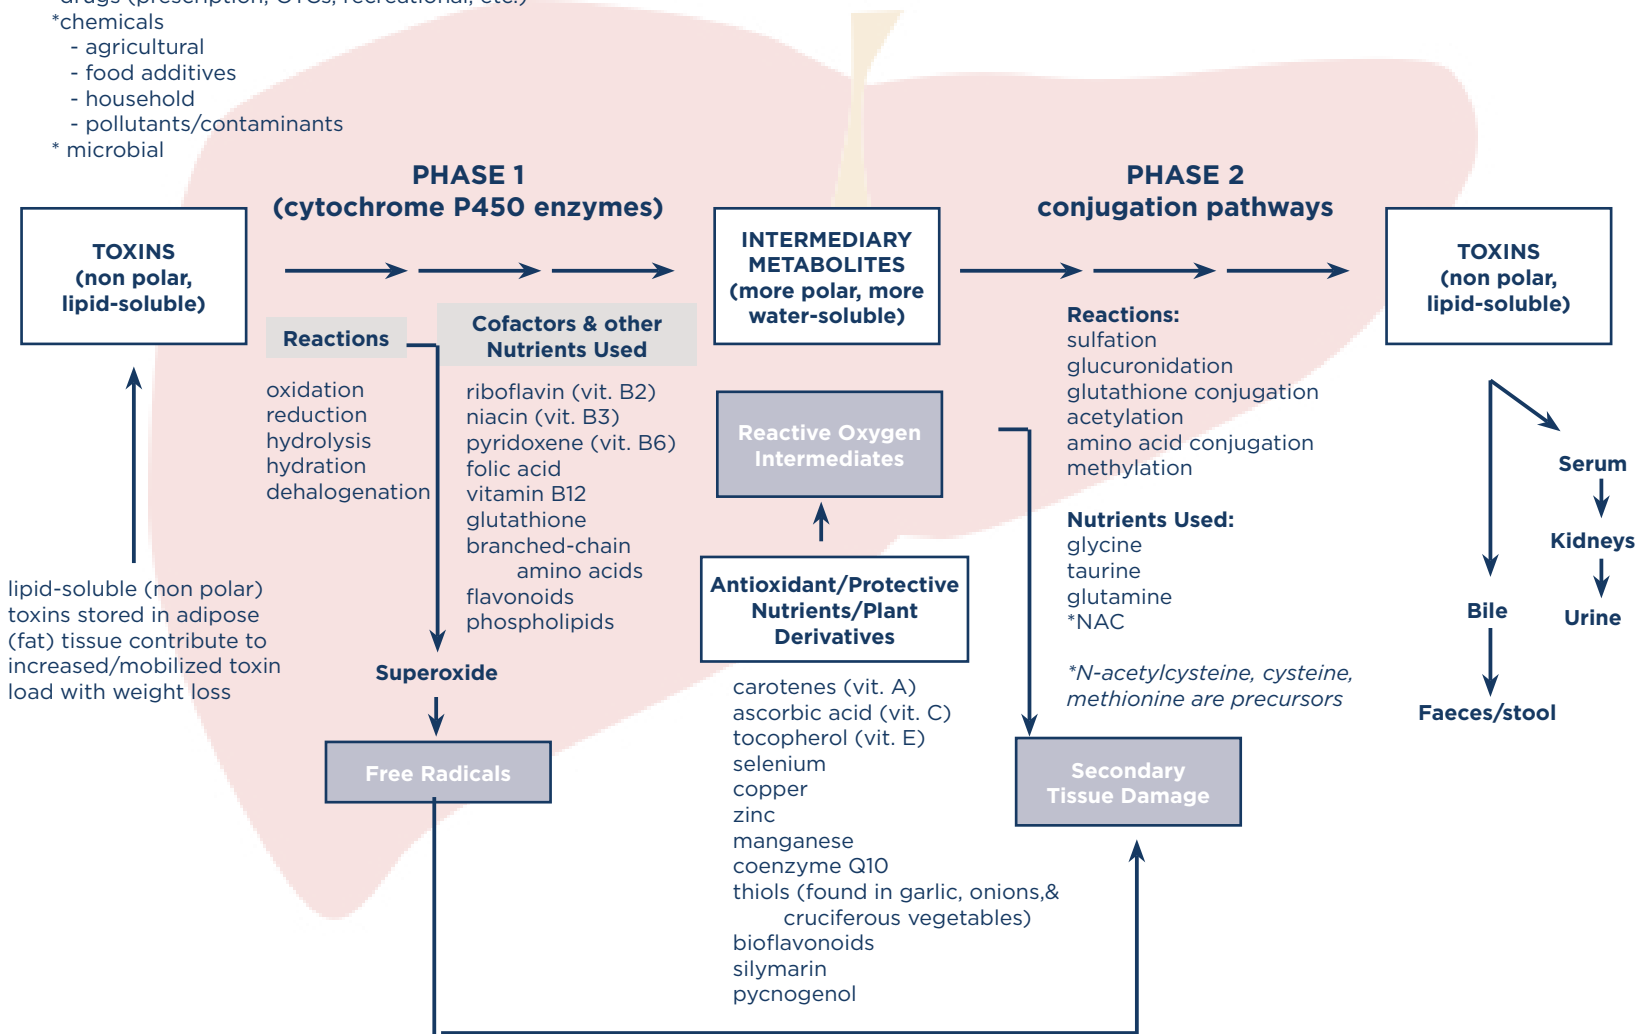 drugs (prescription, OTCs, recreational, etc.)
*chemicals
- agricultural
- food additives
- household
- pollutants/contaminants
* microbial
PHASE 1
(cytochrome P450 enzymes)
PHASE 2
conjugation pathways
TOXINS
(non polar,
lipid-soluble)
INTERMEDIARY
METABOLITES
(more polar, more
water-soluble)
TOXINS
(non polar,
lipid-soluble)
Reactions
oxidation
reduction
hydrolysis
hydration
dehalogenation
Cofactors & other
Nutrients Used
riboflavin (vit. B2)
niacin (vit. B3)
pyridoxene (vit. B6)
folic acid
vitamin B12
glutathione
branched-chain
amino acids
flavonoids
phospholipids
Reactive Oxygen
Intermediates
Reactions:
sulfation
glucuronidation
glutathione conjugation
acetylation
amino acid conjugation
methylation
Nutrients Used:
glycine
taurine
glutamine
*NAC
*N-acetylcysteine, cysteine,
methionine are precursors
Serum
Kidneys
Urine
Bile
Faeces/stool
lipid-soluble (non polar)
toxins stored in adipose
(fat) tissue contribute to
increased/mobilized toxin
load with weight loss
Superoxide
Free Radicals
Antioxidant/Protective
Nutrients/Plant
Derivatives
carotenes (vit. A)
ascorbic acid (vit. C)
tocopherol (vit. E)
selenium
copper
zinc
manganese
coenzyme Q10
thiols (found in garlic, onions,&
cruciferous vegetables)
bioflavonoids
silymarin
pycnogenol
Secondary
Tissue Damage